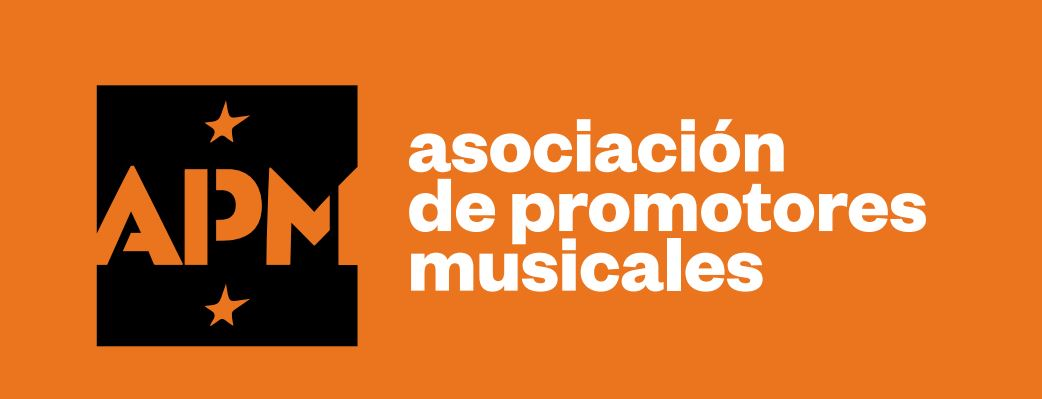 APM
asociación
de promotores
musicales